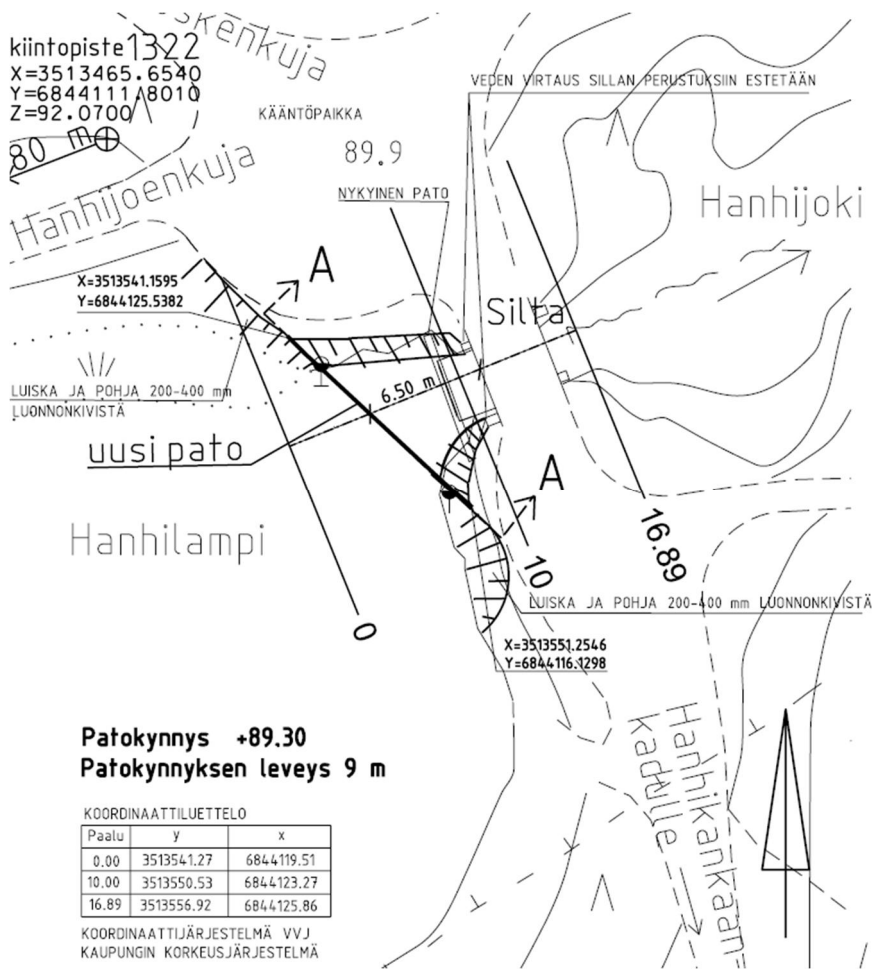 skenkuja
kiintopiste 1322
X=3513465.6540
Y=6844111.8010
Z=92.0700
80 m
KÄÄNTÖPAIKKA
VEDEN VIRTAUS SILLAN PERUSTUKSIIN ESTETÄÄN
89.9
Hanhijoenkuja
NYKYINEN PATO
Hanhijoki
X=3513541.1595
Y=6844125.5382
A
Silta
LUISKA JA POHJA 200-400 mm
LUONNONKIVISTÄ
6.50 m
uusi pato
A
Hanhilampi
0
10
16.89
LUISKA JA POHJA 200-400 mm LUONNONKIVISTÄ
X=3513551.2546
Y=6844116.1298
Patokynnys +89.30
Patokynnyksen leveys 9 m
Hanhikankaan-
kadulle
KOORDINAATTILUETTELO
Paalu y x
0.00 3513541.27 6844119.51
10.00 3513550.53 6844123.27
16.89 3513556.92 6844125.86
KOORDINAATTIJÄRJESTELMÄ VVJ
KAUPUNGIN KORKEUSJÄRJESTELMÄ